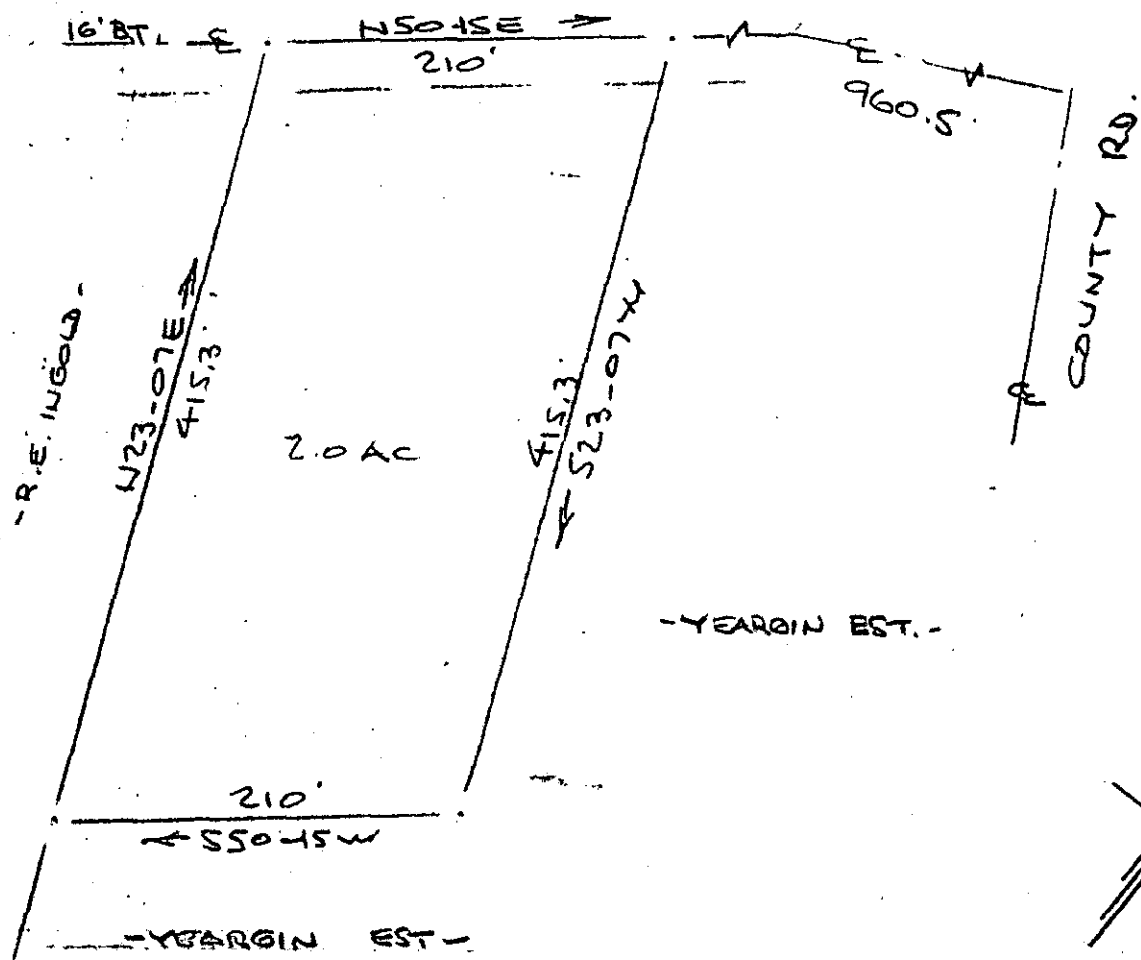 16' BT. ℄ N50-15E
210'
℄
960.5
COUNTY RD.
℄
-R.E. INGOLD-
N23-07E
415.3
2.0 AC
415.3
S23-07W
-YEARGIN EST.-
210'
S50-15W
-YEARGIN EST-